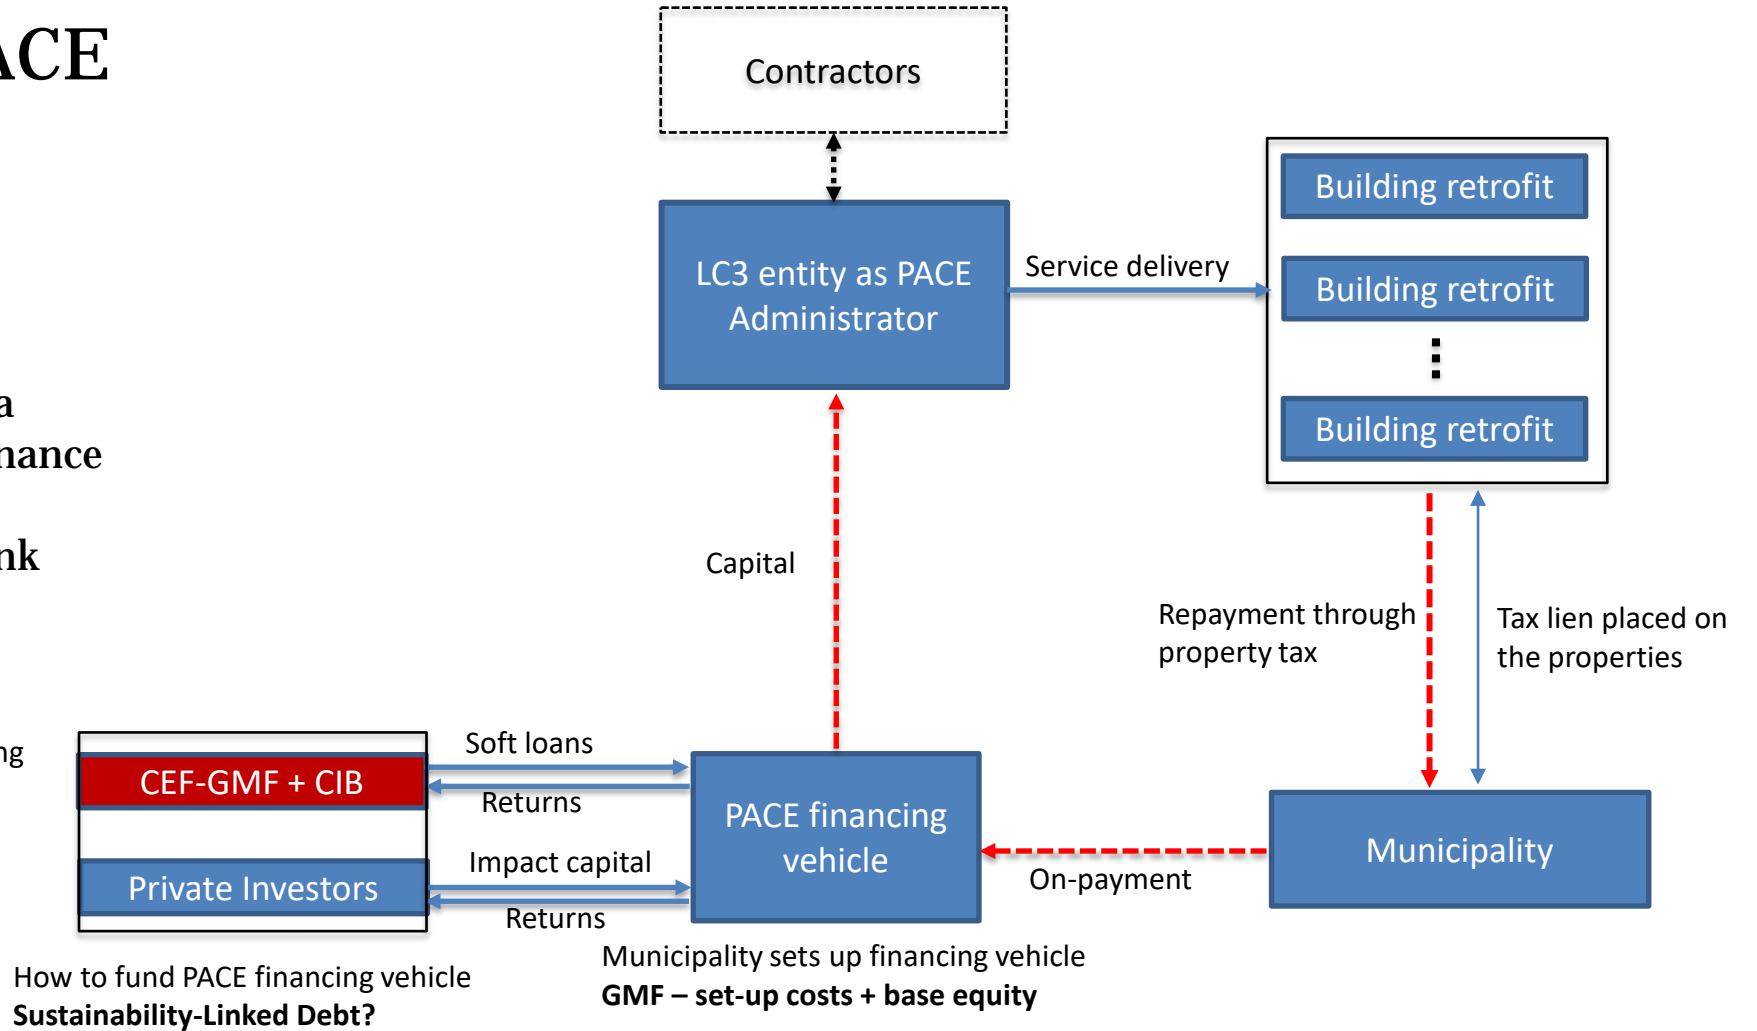 ACE
a
nance
nk
ng
Contractors
LC3 entity as PACE
Administrator
Service delivery
Building retrofit
Building retrofit
Building retrofit
Capital
Repayment through
property tax
Tax lien placed on
the properties
Soft loans
CEF-GMF + CIB
Returns
Impact capital
Private Investors
Returns
PACE financing
vehicle
On-payment
Municipality
How to fund PACE financing vehicle
Sustainability-Linked Debt?
Municipality sets up financing vehicle
GMF – set-up costs + base equity